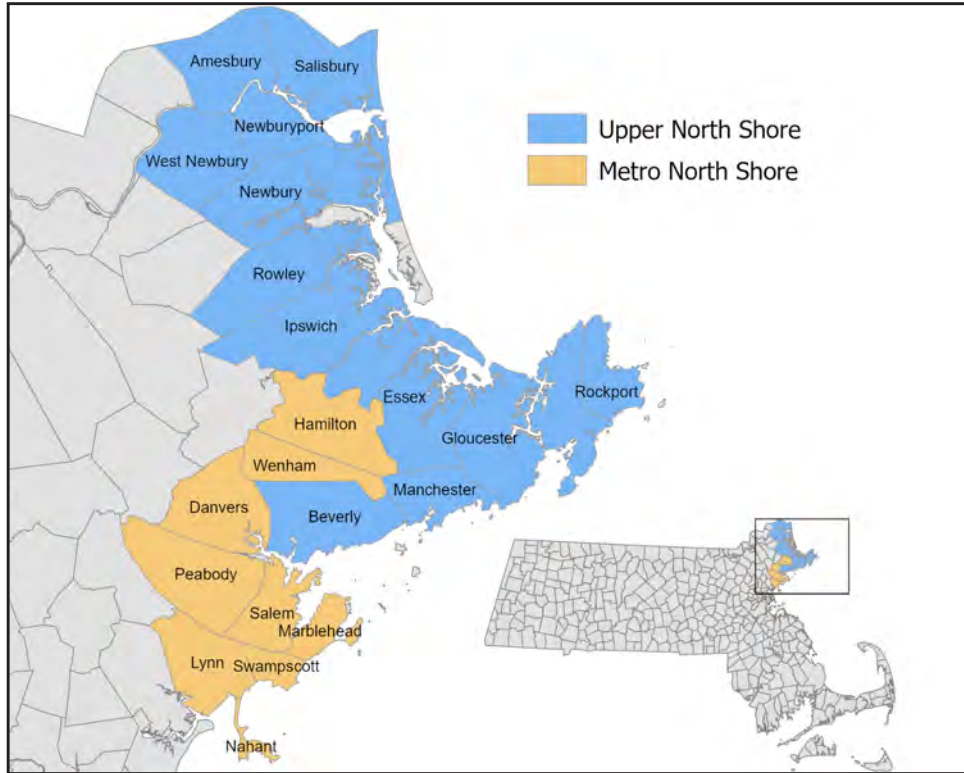 Amesbury
Salisbury
Newburyport
West Newbury
Newbury
Rowley
Ipswich
Essex
Rockport
Hamilton
Gloucester
Wenham
Manchester
Danvers
Beverly
Peabody
Salem
Marblehead
Lynn
Swampscott
Nahant
Upper North Shore
Metro North Shore